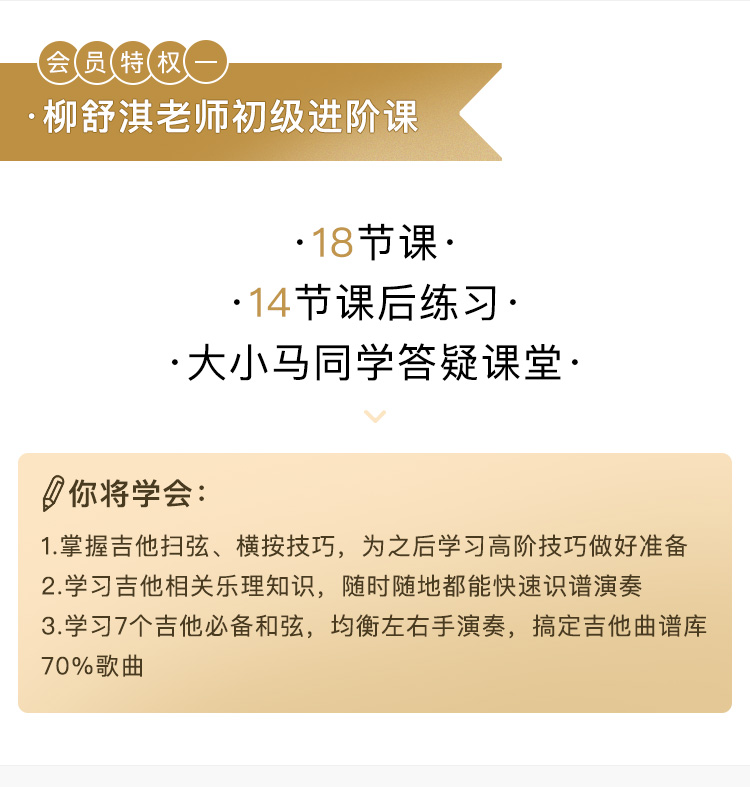 会员特权一
·柳舒淇老师初级进阶课
·18节课·
·14节课后练习·
·大小马同学答疑课堂·
你将学会：
1.掌握吉他扫弦、横按技巧，为之后学习高阶技巧做好准备
2.学习吉他相关乐理知识，随时随地都能快速识谱演奏
3.学习7个吉他必备和弦，均衡左右手演奏，搞定吉他曲谱库
70%歌曲